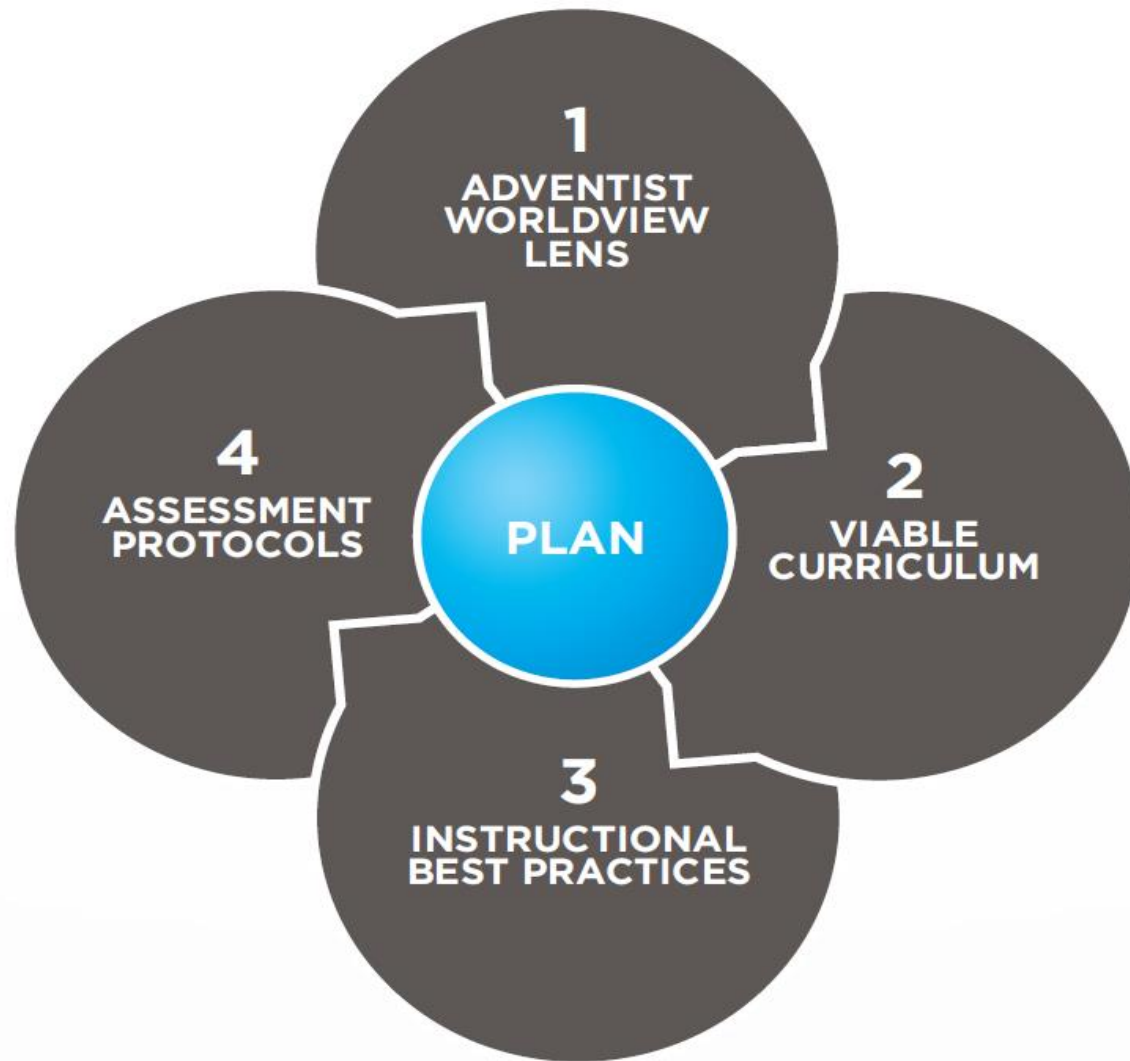 1
ADVENTIST
WORLDVIEW
LENS
2
VIABLE
CURRICULUM
3
INSTRUCTIONAL
BEST PRACTICES
4
ASSESSMENT
PROTOCOLS
PLAN